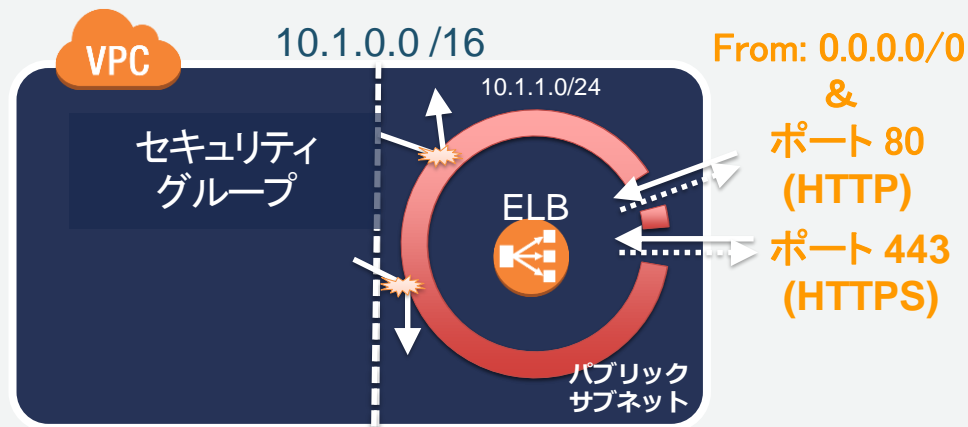 VPC
10.1.0.0 /16
From: 0.0.0.0/0
&
ポート 80
(HTTP)
ポート 443
(HTTPS)
10.1.1.0/24
セキュリティ
グループ
ELB
パブリック
サブネット